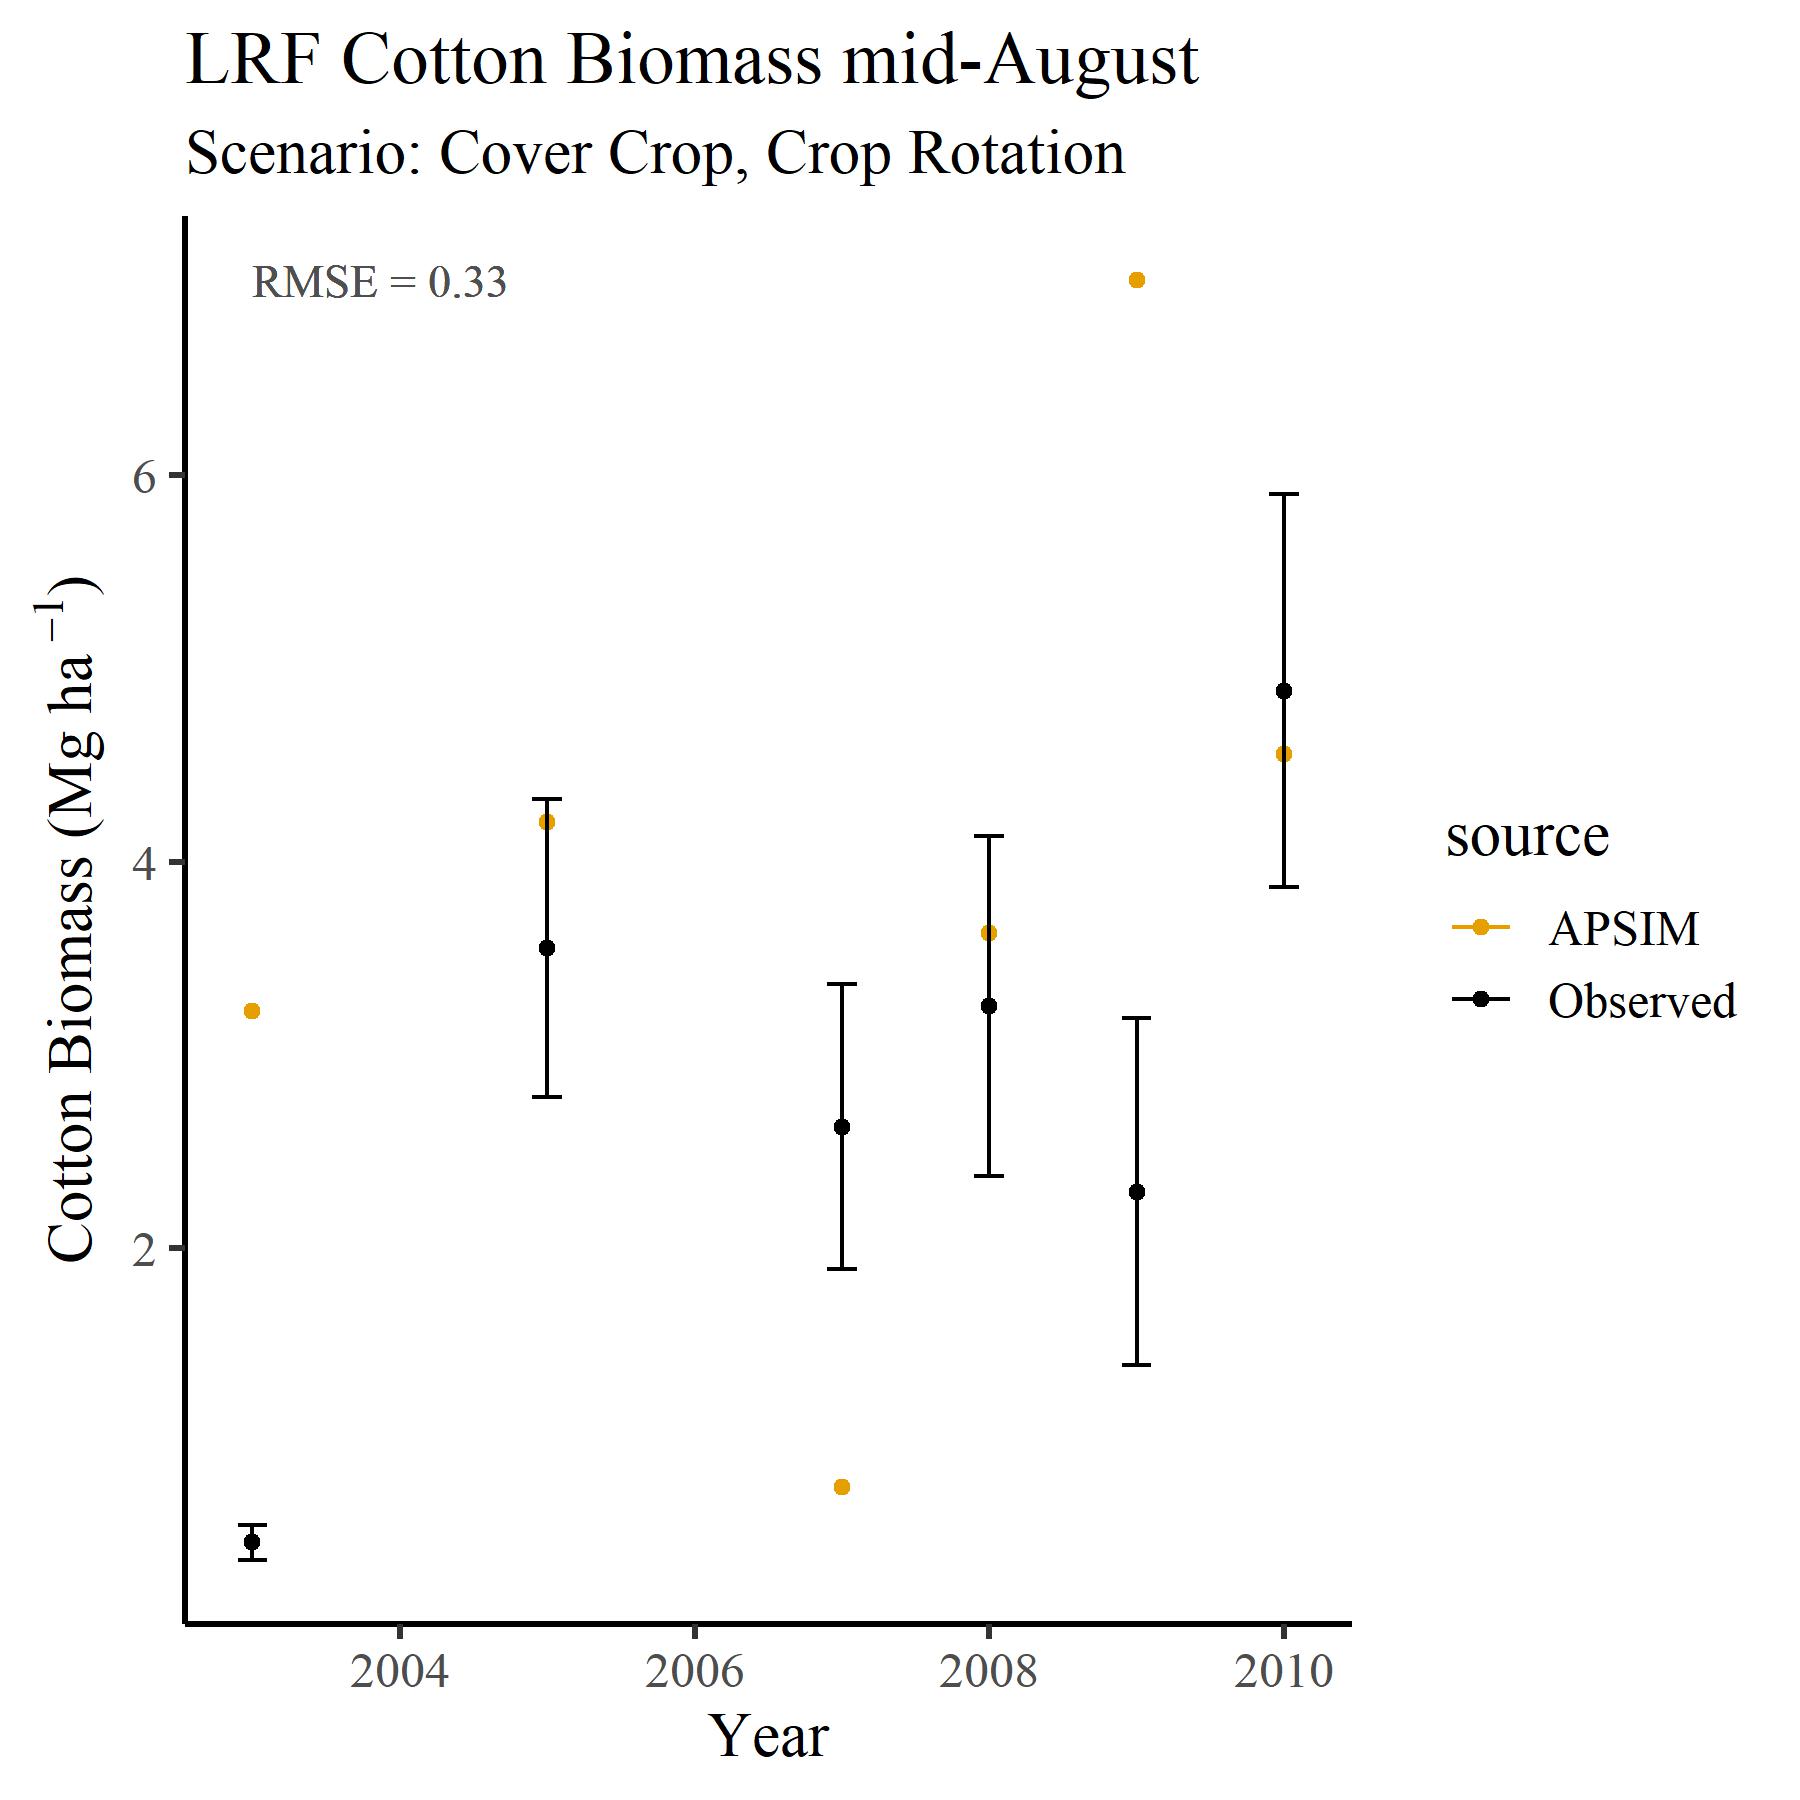 LRF Cotton Biomass mid-August
Scenario: Cover Crop, Crop Rotation
RMSE = 0.33
Cotton Biomass (Mg ha⁻¹)
6
4
2
2004 2006 2008 2010
Year
source
APSIM
Observed